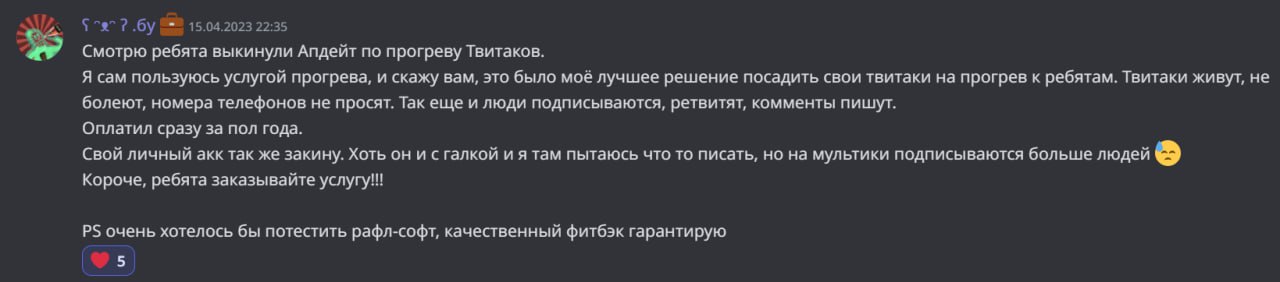 ʕ ᵔᴥᵔ ʔ .бу 💼 15.04.2023 22:35
Смотрю ребята выкинули Апдейт по прогреву Твитаков.
Я сам пользуюсь услугой прогрева, и скажу вам, это было моё лучшее решение посадить свои твитаки на прогрев к ребятам. Твитаки живут, не
болеют, номера телефонов не просят. Так еще и люди подписываются, ретвитят, комменты пишут.
Оплатил сразу за пол года.
Свой личный акк так же закину. Хоть он и с галкой и я там пытаюсь что то писать, но на мультики подписываются больше людей 😓
Короче, ребята заказывайте услугу!!!
PS очень хотелось бы потестить рафл-софт, качественный фитбэк гарантирую
❤️ 5